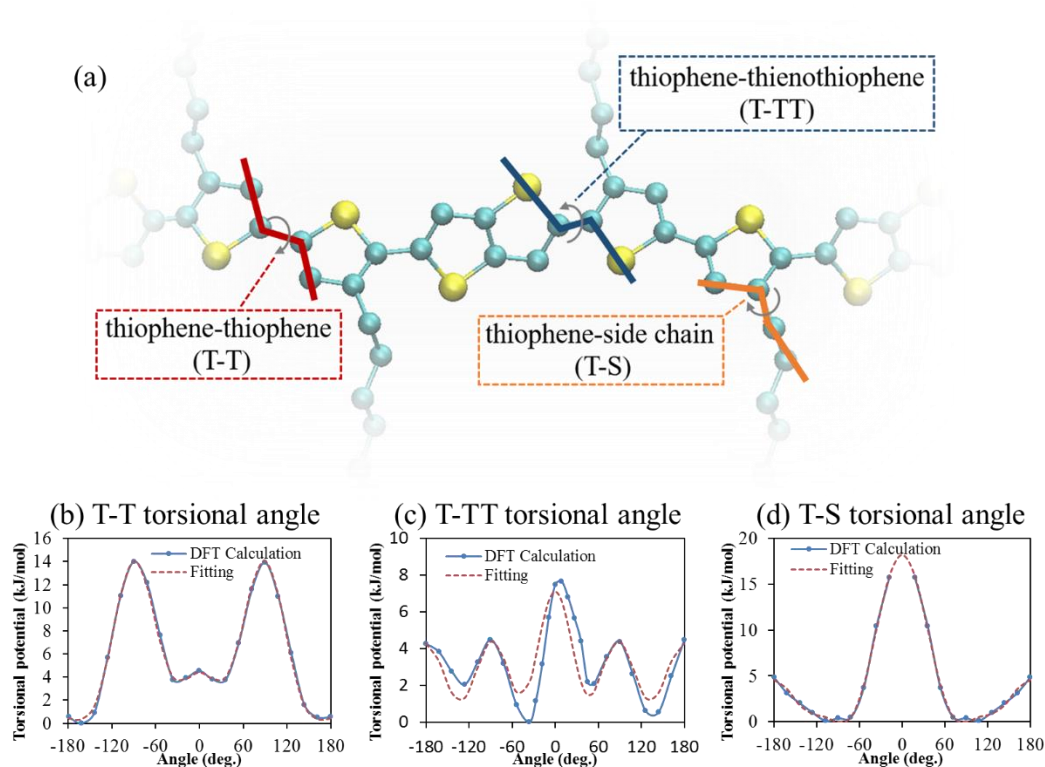 (a)
thiophene-thienothiophene
(T-TT)
thiophene-thiophene
(T-T)
thiophene-side chain
(T-S)
(b) T-T torsional angle
Torsional potential (kJ/mol)
16
14
12
10
8
6
4
2
0
DFT Calculation
Fitting
-180 -120 -60 0 60 120 180
Angle (deg.)
(c) T-TT torsional angle
Torsional potential (kJ/mol)
10
8
6
4
2
0
DFT Calculation
Fitting
-180 -120 -60 0 60 120 180
Angle (deg.)
(d) T-S torsional angle
Torsional potential (kJ/mol)
20
15
10
5
0
DFT Calculation
Fitting
-180 -120 -60 0 60 120 180
Angle (deg.)